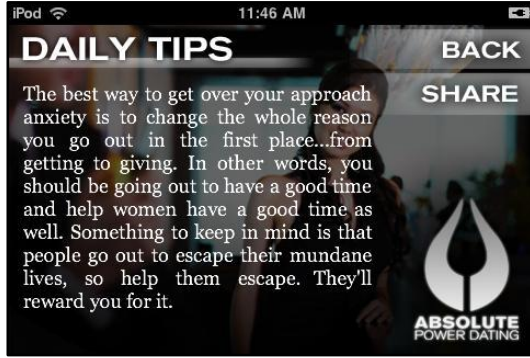 iPod 11:46 AM
DAILY TIPS
BACK
SHARE
The best way to get over your approach
anxiety is to change the whole reason
you go out in the first place...from
getting to giving. In other words, you
should be going out to have a good time
and help women have a good time as
well. Something to keep in mind is that
people go out to escape their mundane
lives, so help them escape. They'll
reward you for it.
ABSOLUTE
POWER DATING